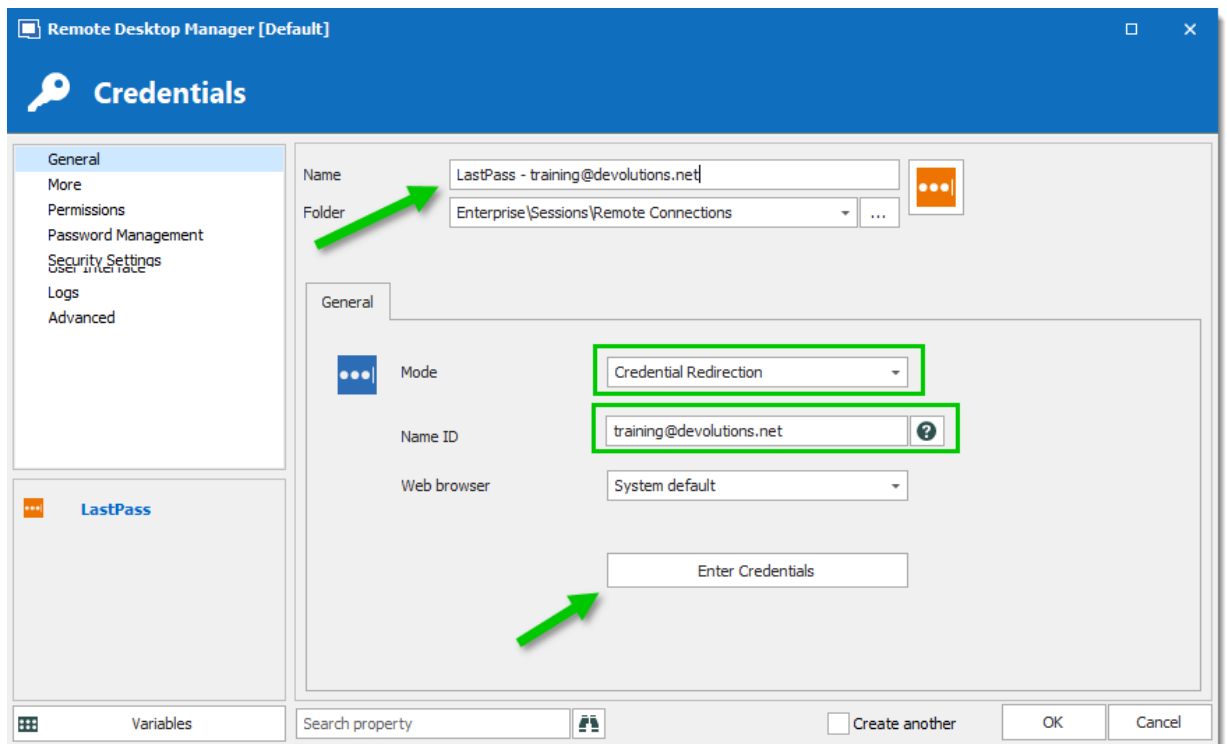 Remote Desktop Manager [Default]
Credentials
General
More
Permissions
Password Management
Security Settings
User Interface
Logs
Advanced
LastPass
Variables
Name
LastPass - training@devolutions.net
Folder
Enterprise\Sessions\Remote Connections
...
General
Mode
Credential Redirection
Name ID
training@devolutions.net
?
Web browser
System default
Enter Credentials
Search property
Create another
OK
Cancel